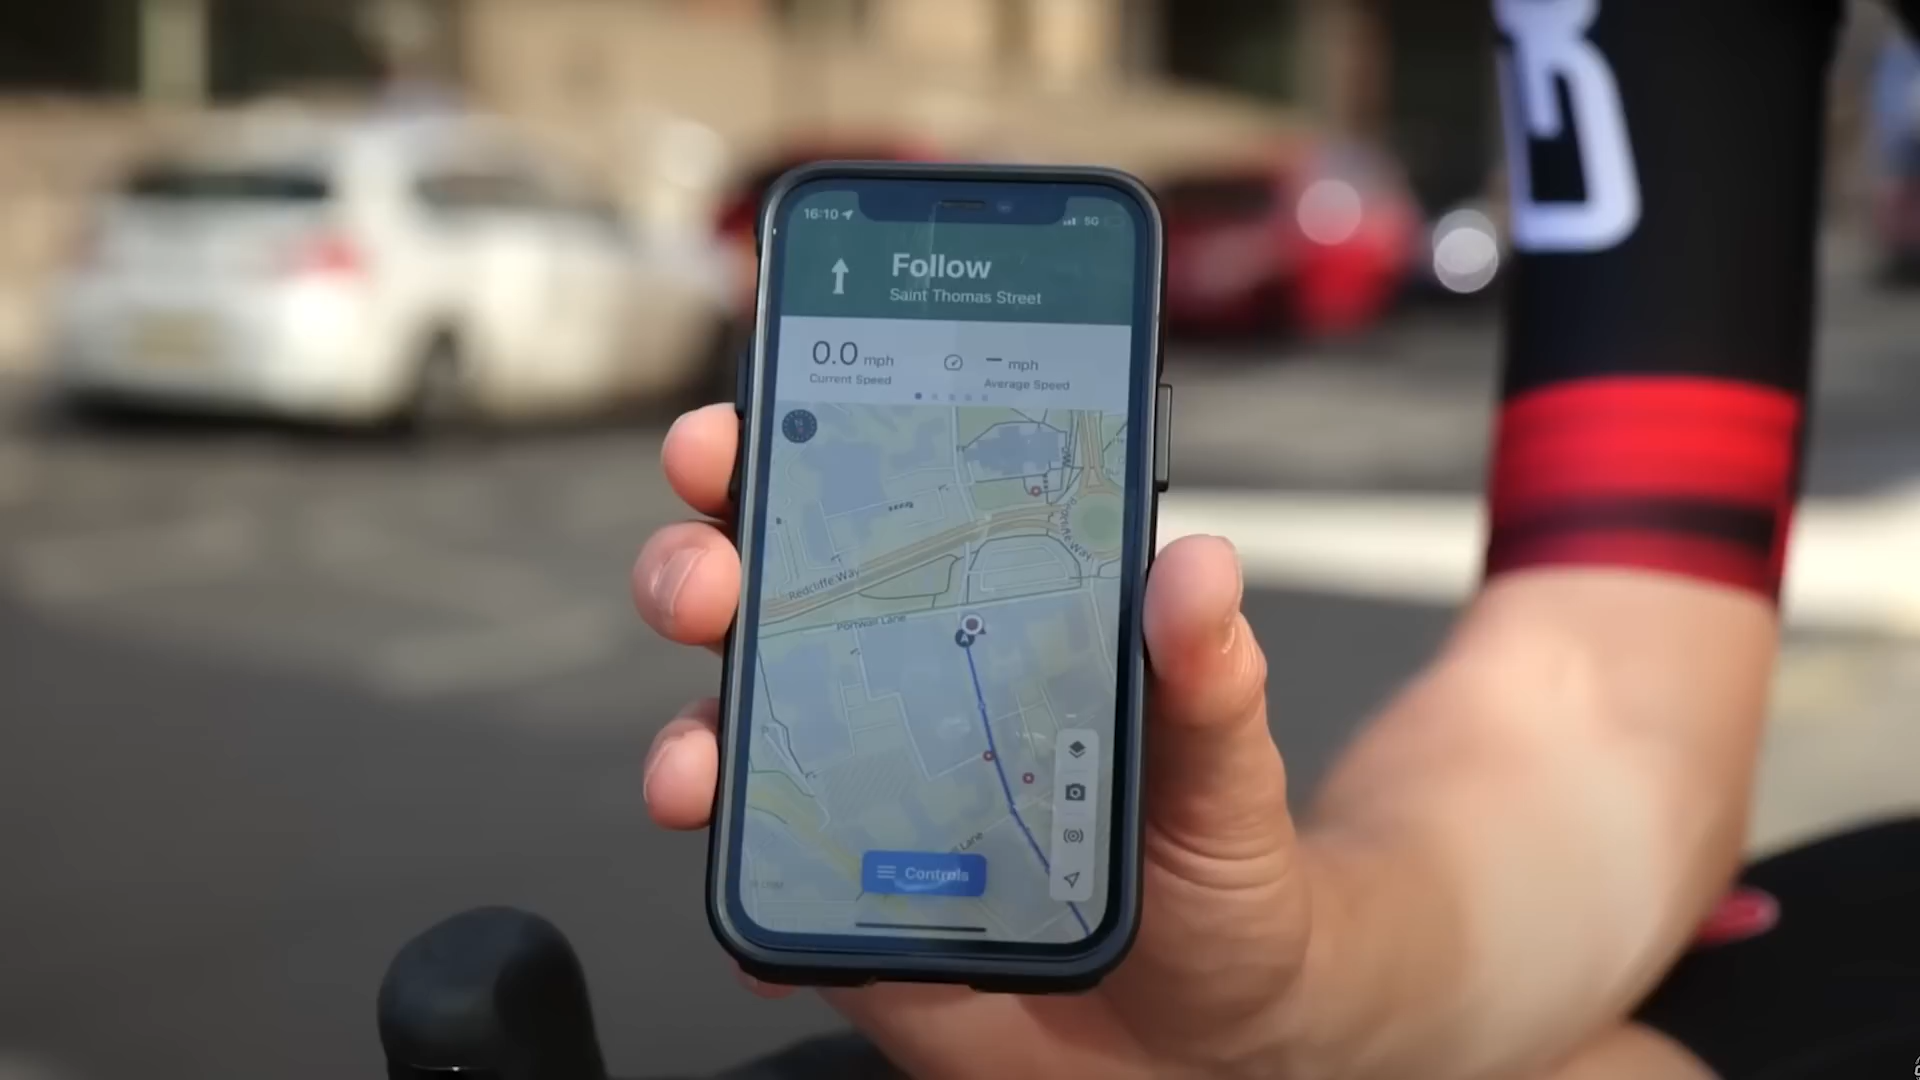 16:10
5G
Follow
Saint Thomas Street
0.0 mph
Current Speed
– mph
Average Speed
Redcliffe Way
Portwall Lane
A
P
Lane
Controls